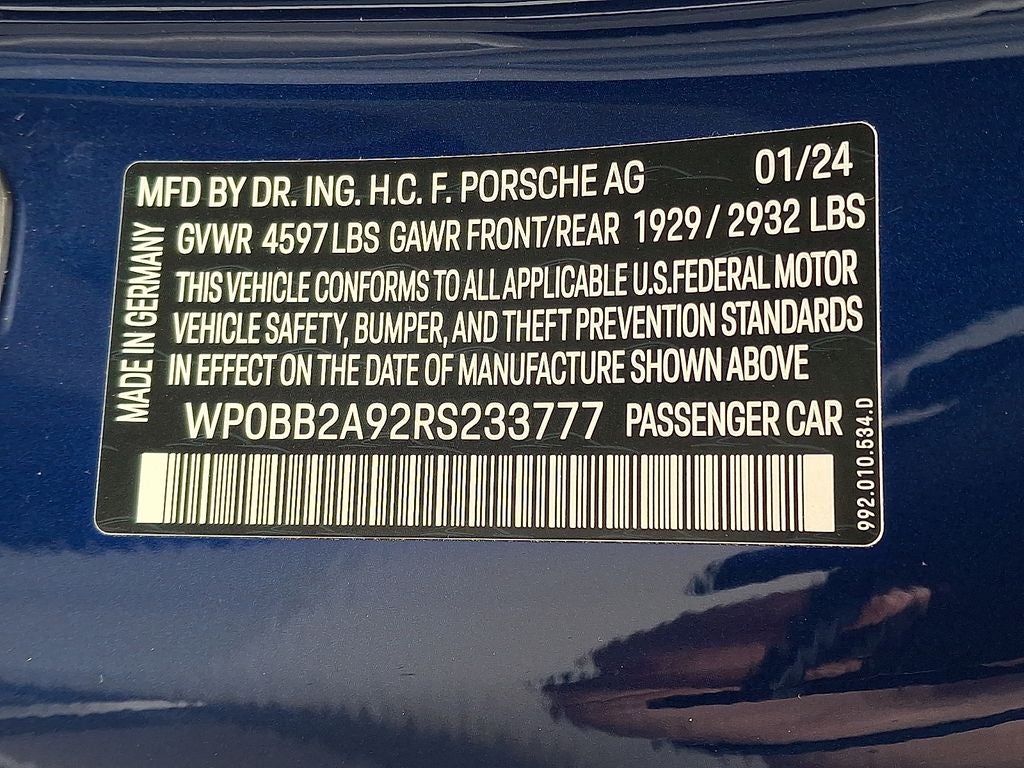 MFD BY DR. ING. H.C. F. PORSCHE AG 01/24
GVWR 4597 LBS GAWR FRONT/REAR 1929 / 2932 LBS
THIS VEHICLE CONFORMS TO ALL APPLICABLE U.S. FEDERAL MOTOR
VEHICLE SAFETY, BUMPER, AND THEFT PREVENTION STANDARDS
IN EFFECT ON THE DATE OF MANUFACTURE SHOWN ABOVE
WP0BB2A92RS233777 PASSENGER CAR
MADE IN GERMANY
992.010.534.D